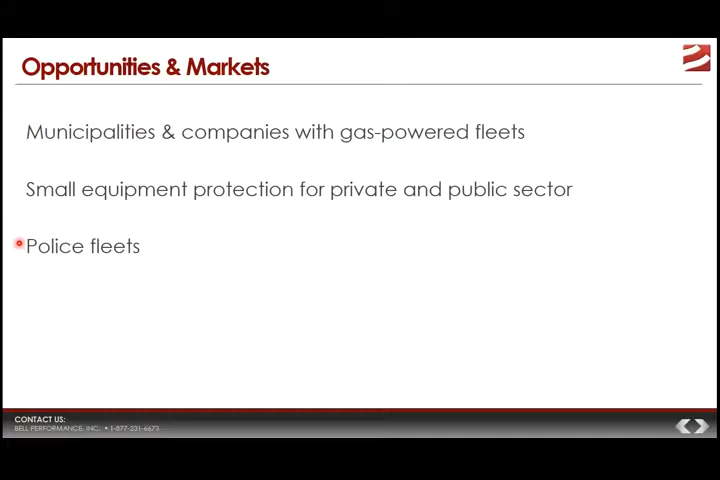 Opportunities & Markets
Municipalities & companies with gas-powered fleets
Small equipment protection for private and public sector
Police fleets
CONTACT US:
BELL PERFORMANCE, INC. • 1-877-231-6673